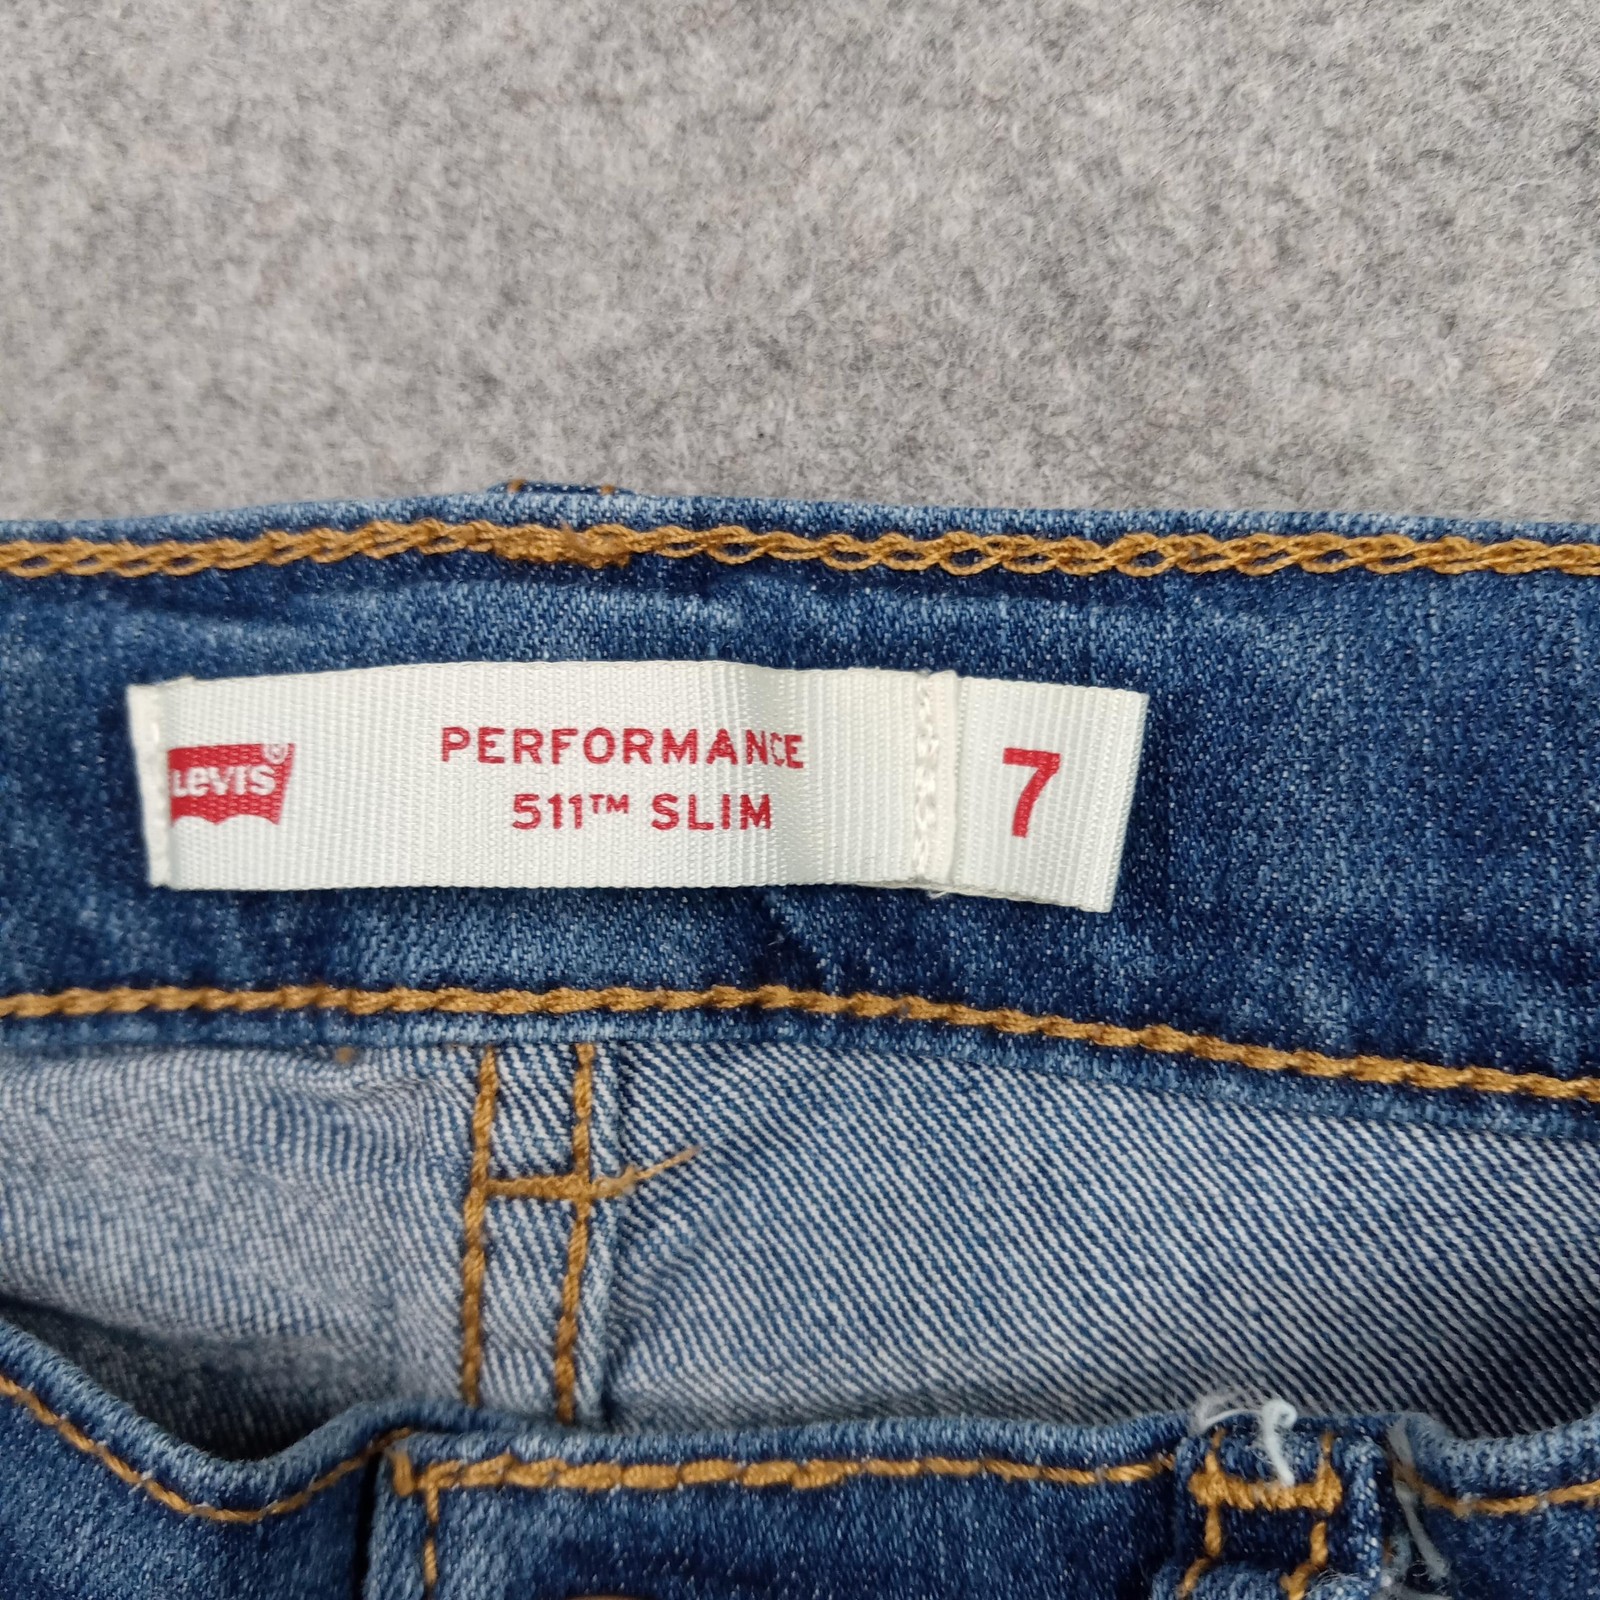 LEVI'S®
PERFORMANCE
511™ SLIM
7